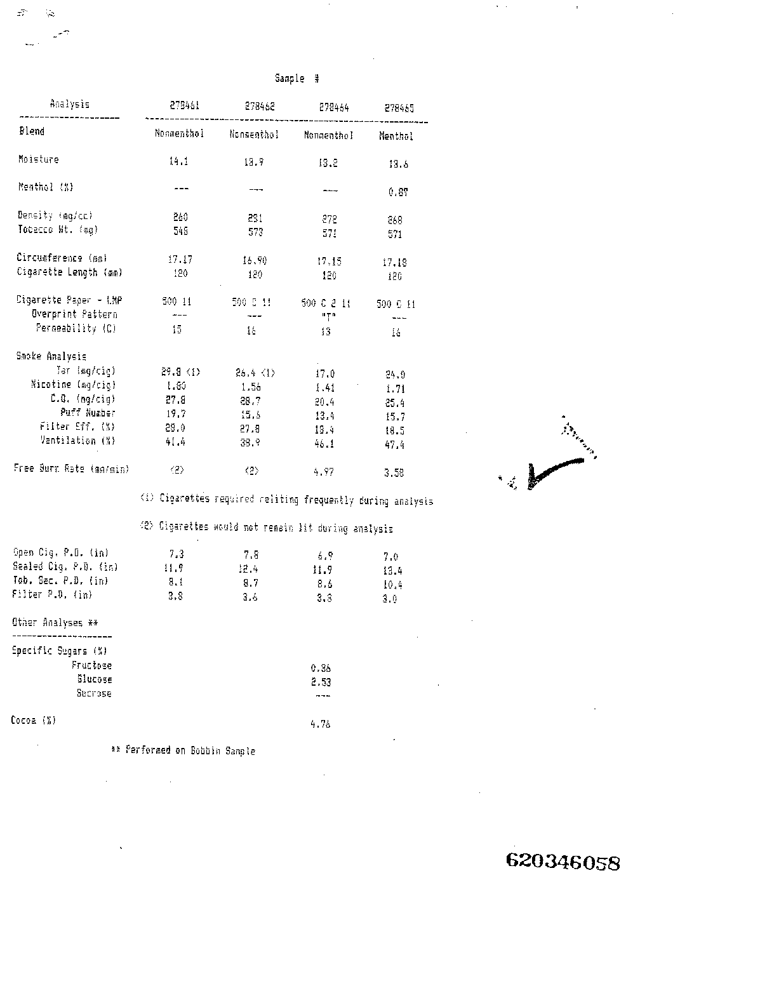 Sample #
Analysis 278461 278462 278464 278465
Blend Nonmenthol Nonmenthol Nonmenthol Menthol
Moisture 14.1 13.9 13.2 13.6
Menthol (%) --- --- --- 0.87
Density (mg/cc) 260 281 272 268
Tobacco Wt. (mg) 548 573 571 571
Circumference (mm) 17.17 16.90 17.15 17.18
Cigarette Length (mm) 120 120 120 120
Cigarette Paper - LMP 500 11 500 C 11 500 C 2 11 500 C 11
Overprint Pattern --- --- "T" ---
Permeability (C) 15 16 13 16
Smoke Analysis
Tar (mg/cig) 29.8 (1) 26.4 (1) 17.0 24.9
Nicotine (mg/cig) 1.80 1.56 1.41 1.71
C.O. (mg/cig) 27.8 28.7 20.4 25.4
Puff Number 19.7 15.6 13.4 15.7
Filter Eff. (%) 28.0 27.8 18.4 18.5
Ventilation (%) 41.4 38.9 46.1 47.4
Free Burn Rate (mm/min) (2) (2) 4.97 3.58
(1) Cigarettes required reliting frequently during analysis
(2) Cigarettes would not remain lit during analysis
Open Cig. P.D. (in) 7.3 7.8 6.9 7.0
Sealed Cig. P.D. (in) 11.9 12.4 11.9 13.4
Tob. Sec. P.D. (in) 8.1 8.7 8.6 10.4
Filter P.D. (in) 3.8 3.6 3.3 3.0
Other Analyses **
Specific Sugars (%)
Fructose 0.36
Glucose 2.53
Sucrose ---
Cocoa (%) 4.76
** Performed on Bobbin Sample
620346058